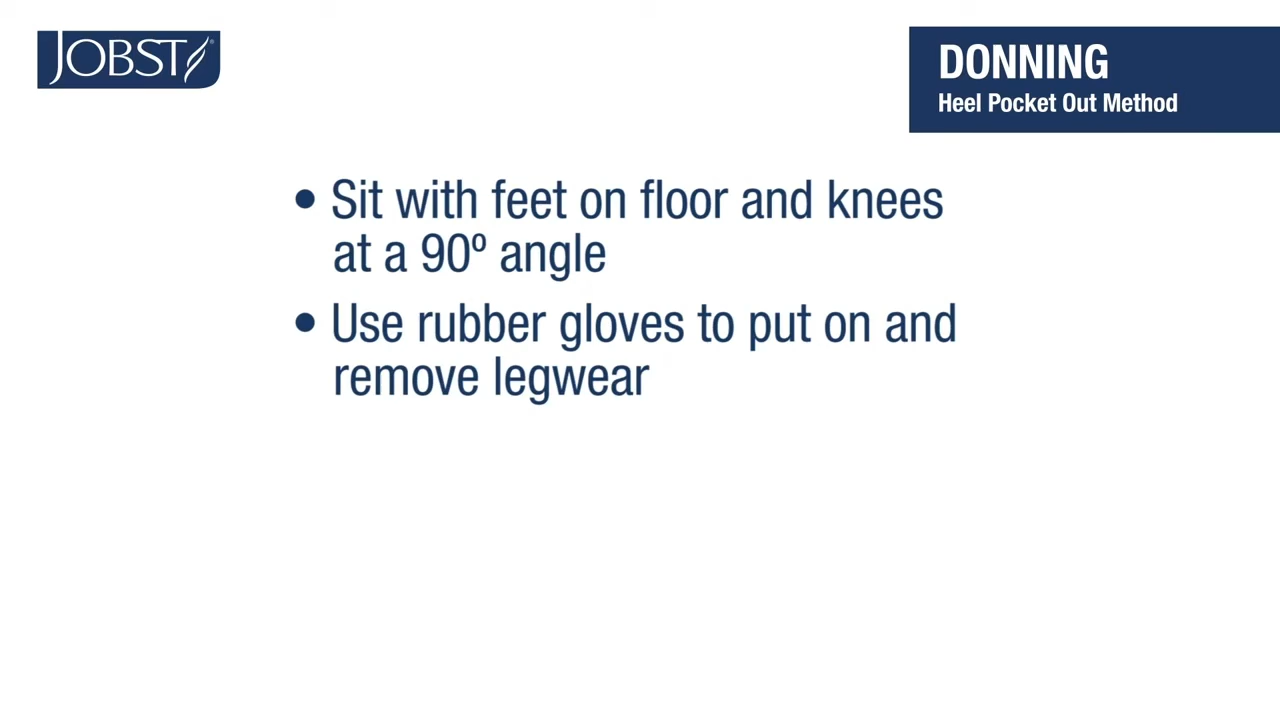 JOBST
DONNING
Heel Pocket Out Method
• Sit with feet on floor and knees
at a 90º angle
• Use rubber gloves to put on and
remove legwear